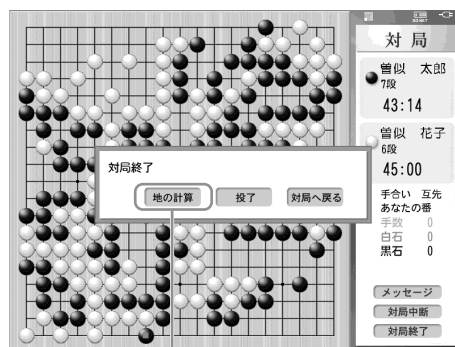 対局
曽似 太郎
7段
43:14
曽似 花子
6段
45:00
手合い 互先
あなたの番
手数 0
白石 0
黒石 0
対局終了
地の計算 投了 対局へ戻る
メッセージ
対局中断
対局終了